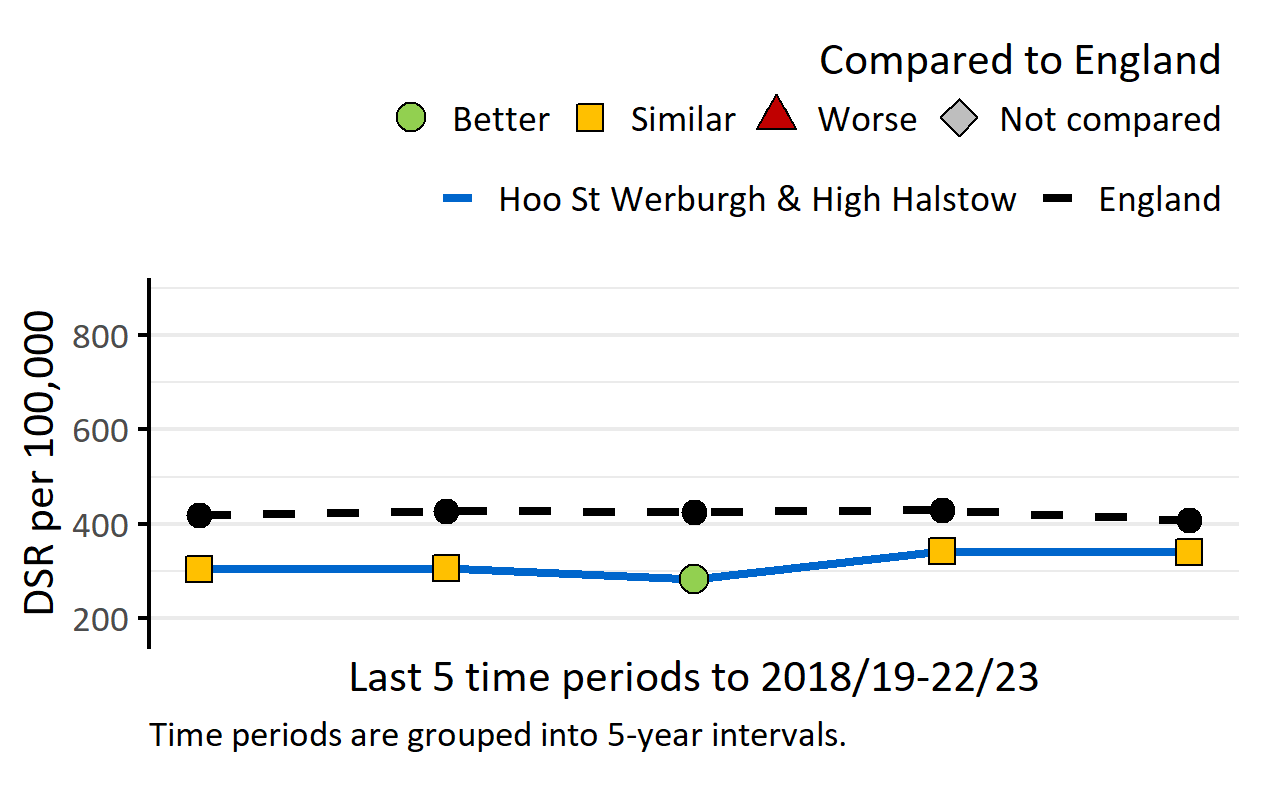 Compared to England
Better Similar Worse Not compared
Hoo St Werburgh & High Halstow England
DSR per 100,000
800
600
400
200
Last 5 time periods to 2018/19-22/23
Time periods are grouped into 5-year intervals.